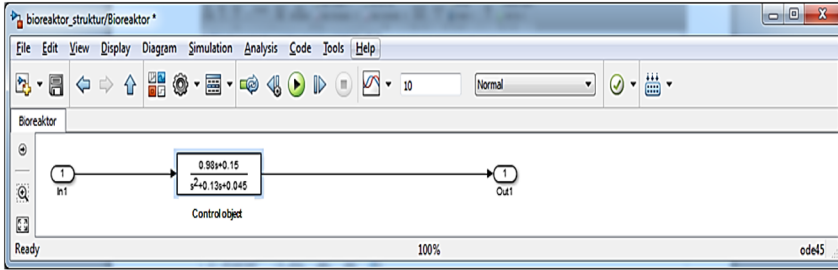 bioreaktor_struktur/Bioreaktor *
File Edit View Display Diagram Simulation Analysis Code Tools Help
10 Normal
Bioreaktor
1
In1
0.98s+0.15
s2+0.13s+0.045
Control object
1
Out1
Ready 100% ode45